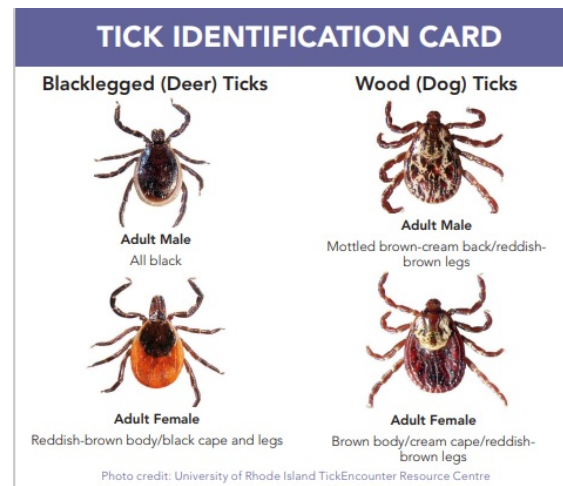 TICK IDENTIFICATION CARD
Blacklegged (Deer) Ticks
Adult Male
All black
Adult Female
Reddish-brown body/black cape and legs
Wood (Dog) Ticks
Adult Male
Mottled brown-cream back/reddish-
brown legs
Adult Female
Brown body/cream cape/reddish-
brown legs
Photo credit: University of Rhode Island TickEncounter Resource Centre